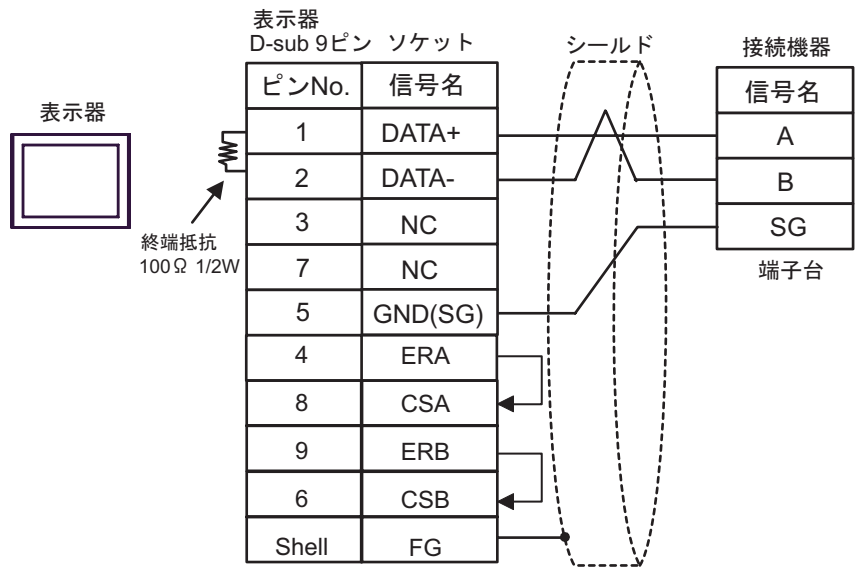 表示器
D-sub 9ピン ソケット
シールド
接続機器
ピンNo. 信号名
信号名
表示器
1 DATA+
A
2 DATA-
B
3 NC
SG
終端抵抗
100Ω 1/2W
7 NC
端子台
5 GND(SG)
4 ERA
8 CSA
9 ERB
6 CSB
Shell FG